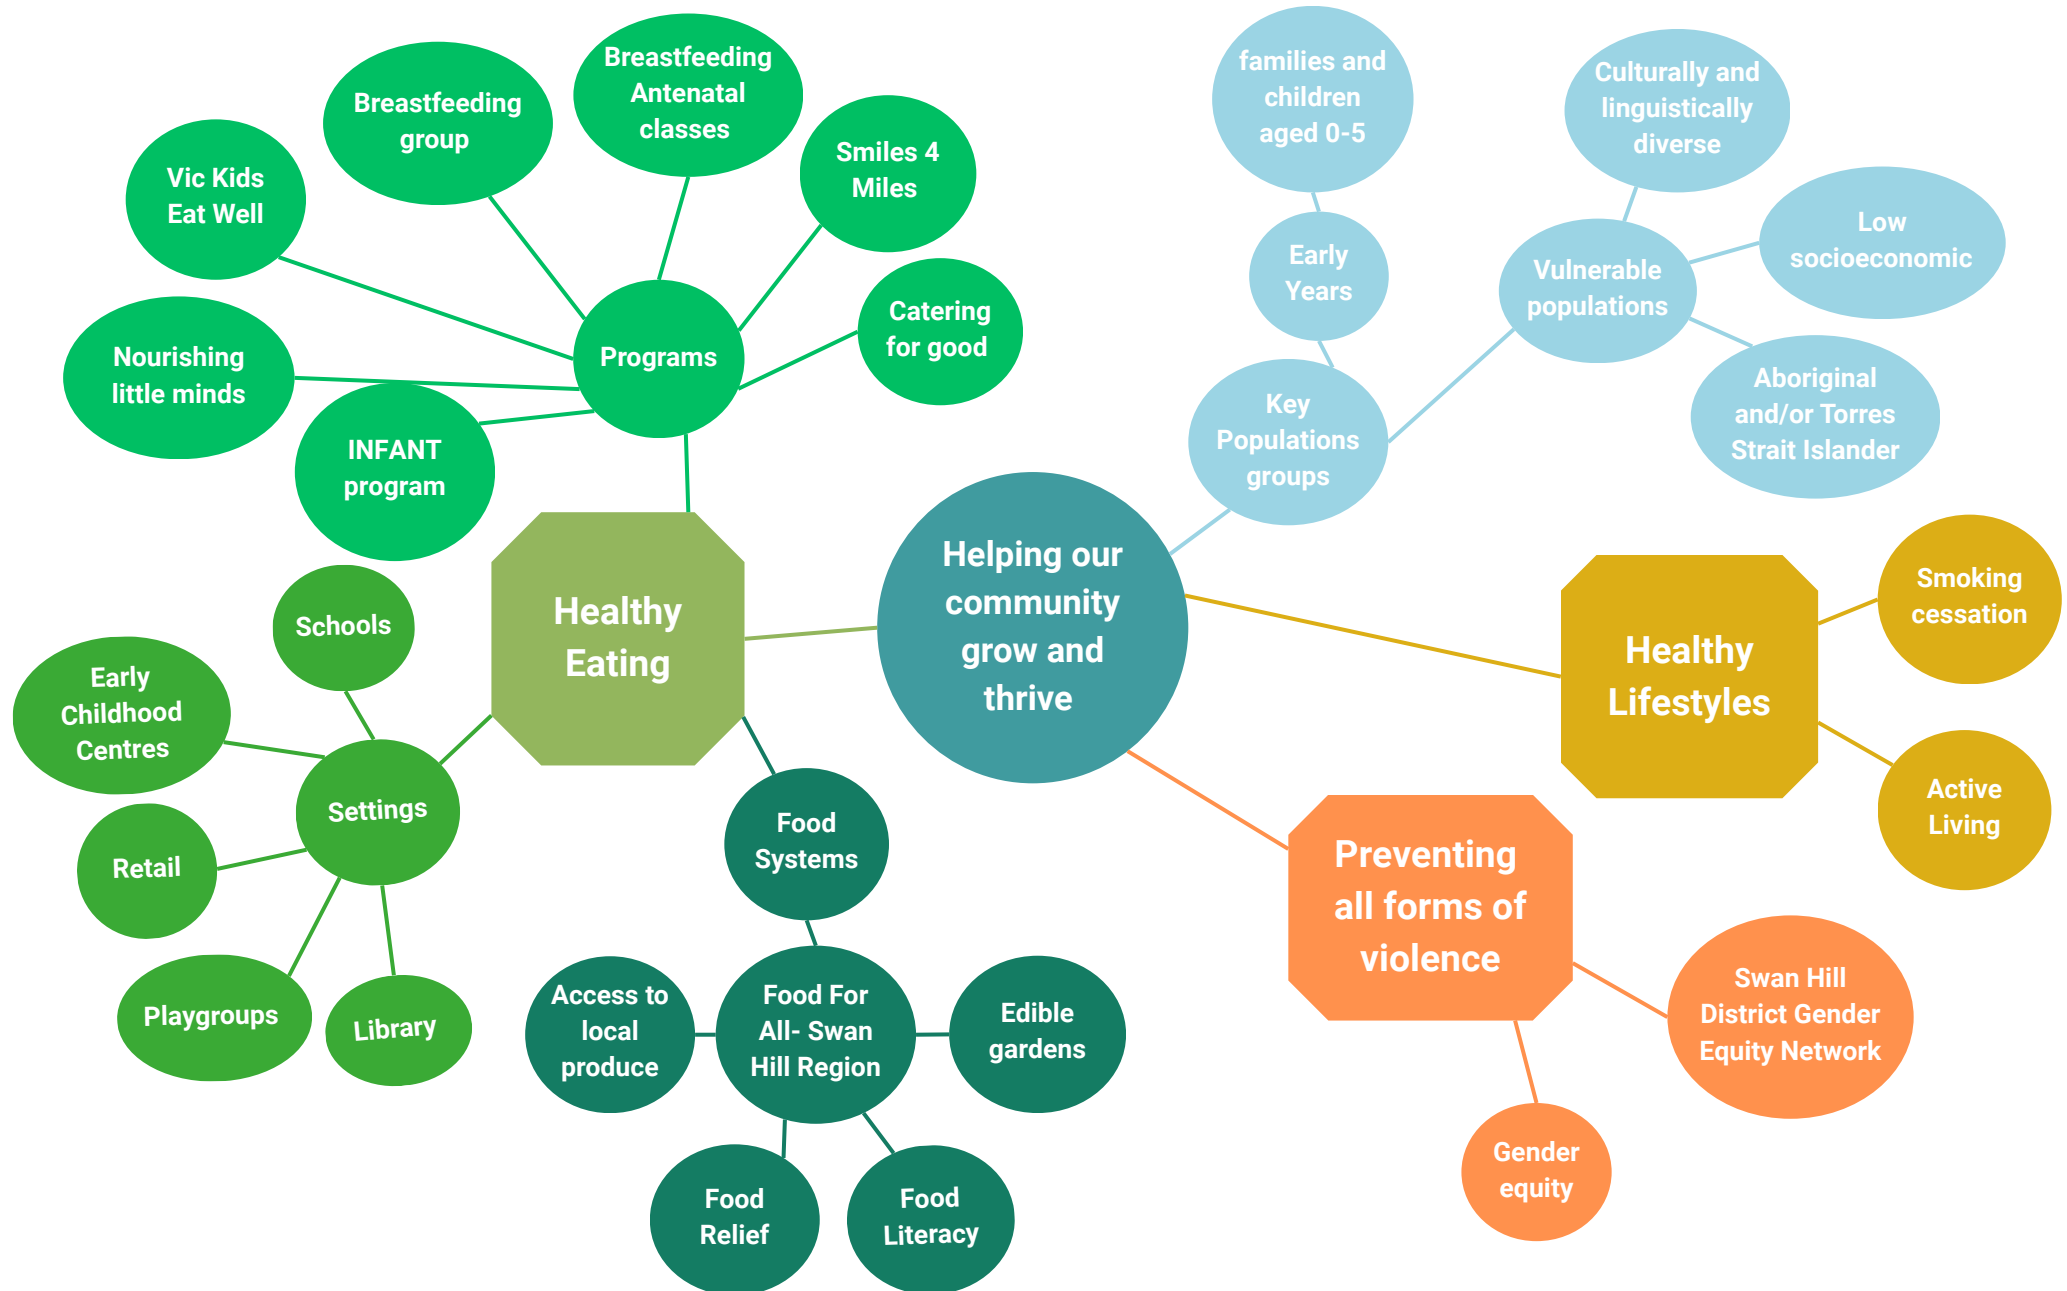 Breastfeeding
Antenatal
classes
Breastfeeding
group
Smiles 4
Miles
Vic Kids
Eat Well
Catering
for good
Programs
Nourishing
little minds
INFANT
program
families and
children
aged 0-5
Early
Years
Key
Populations
groups
Culturally and
linguistically
diverse
Low
socioeconomic
Vulnerable
populations
Aboriginal
and/or Torres
Strait Islander
Helping our
community
grow and
thrive
Healthy
Eating
Schools
Early
Childhood
Centres
Settings
Retail
Playgroups
Library
Food
Systems
Access to
local
produce
Food For
All- Swan
Hill Region
Edible
gardens
Food
Relief
Food
Literacy
Healthy
Lifestyles
Smoking
cessation
Active
Living
Preventing
all forms of
violence
Swan Hill
District Gender
Equity Network
Gender
equity